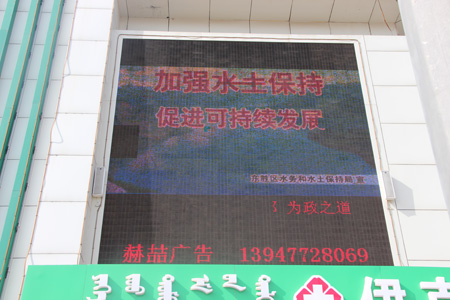 加强水土保持
促进可持续发展
东胜区水务和水土保持局 宣
为政之道
赫喆广告 13947728069